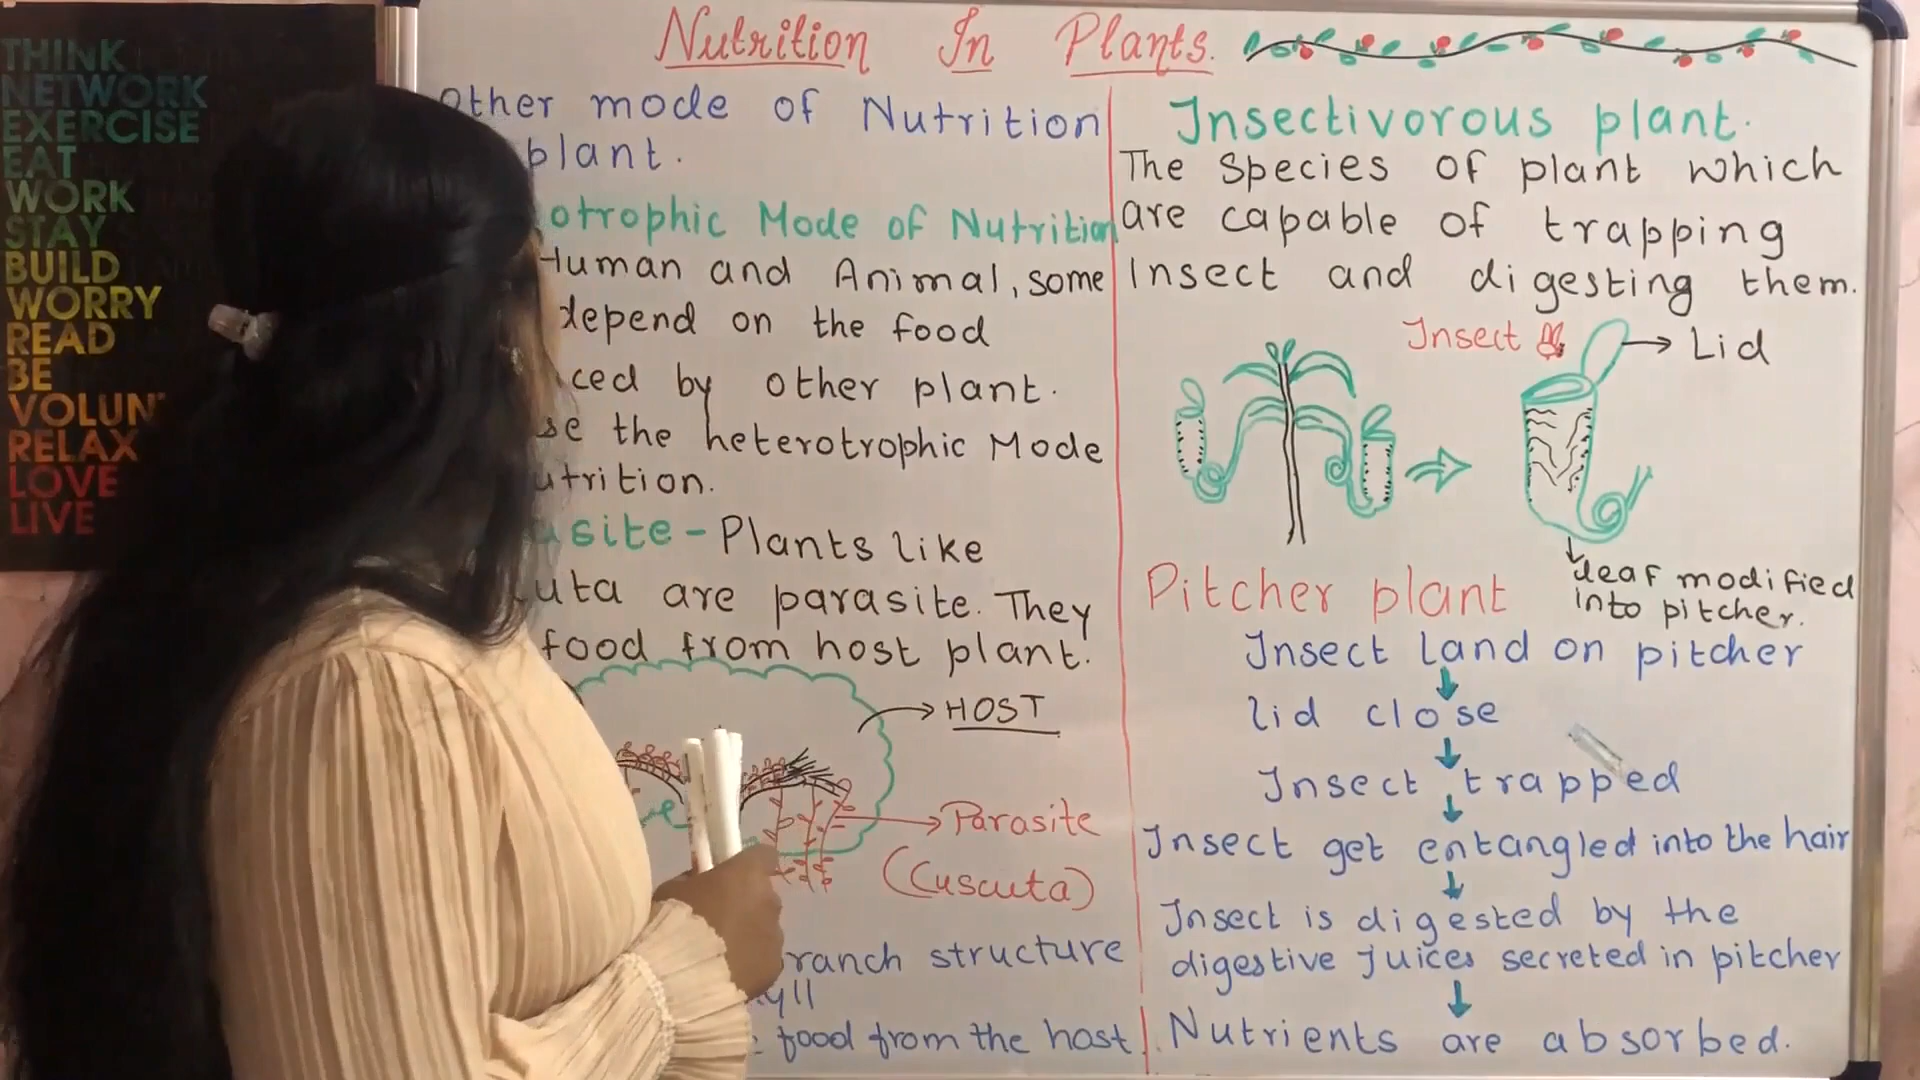 THINK
NETWORK
EXERCISE
EAT
WORK
STAY
BUILD
WORRY
READ
BE
RELAX
LOVE
LIVE
Nutrition In Plants.
Other mode of Nutrition
plant.
Mode of Nutrition
Human and Animal, some
depend on the food
by other plant.
the heterotrophic Mode
Plants like
are parasite. They
food from host plant.
HOST
Parasite
(Cuscuta)
structure
food from the host
Insectivorous plant.
The Species of plant which
are capable of trapping
Insect and digesting them.
Insect
Lid
Pitcher plant
leaf modified
into pitcher.
Insect land on pitcher
lid close
Insect trapped
Insect get entangled into the hair
Insect is digested by the
digestive juices secreted in pitcher
Nutrients are absorbed.